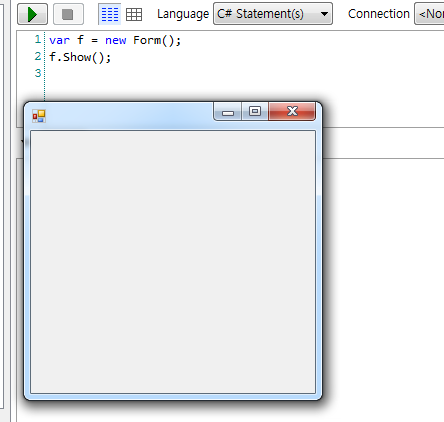 Language C# Statement(s) Connection <Nor
1 var f = new Form();
2 f.Show();
3